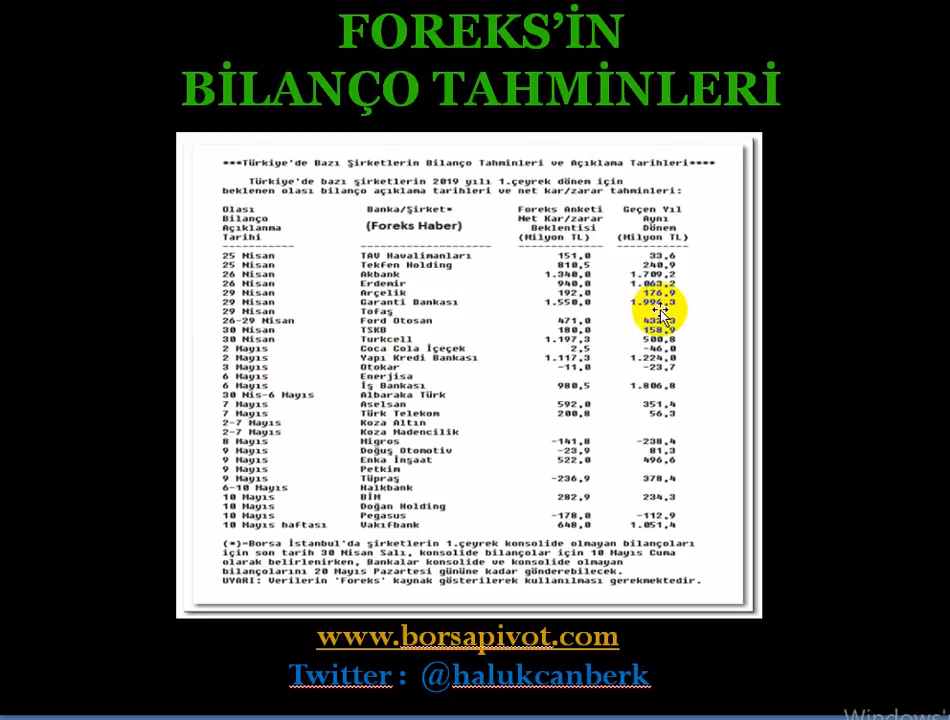 FOREKS’İN
BİLANÇO TAHMİNLERİ
***Türkiye'de Bazı Şirketlerin Bilanço Tahminleri ve Açıklama Tarihleri****
Türkiye'de bazı şirketlerin 2019 yılı 1.çeyrek dönem için
beklenen olası bilanço açıklama tarihleri ve net kar/zarar tahminleri:
Olası Banka/Şirket* Foreks Anketi Geçen Yıl
Bilanço (Foreks Haber) Net Kar/zarar Aynı
Açıklanma Beklentisi Dönem
Tarihi (Milyon TL) (Milyon TL)
25 Nisan TAV Havalimanları 151,0 33,6
25 Nisan Tekfen Holding 810,5 240,9
26 Nisan Akbank 1.340,0 1.709,2
26 Nisan Erdemir 940,0 1.063,2
29 Nisan Arçelik 192,0 176,9
29 Nisan Garanti Bankası 1.550,0
29 Nisan Tofaş
26-29 Nisan Ford Otosan 471,0
30 Nisan TSKB 180,0 158,9
30 Nisan Turkcell 1.197,3 500,8
2 Mayıs Coca Cola İçeçek 2,5 -46,0
2 Mayıs Yapı Kredi Bankası 1.117,3 1.224,0
3 Mayıs Otokar -11,0 -23,7
6 Mayıs Enerjisa
6 Mayıs İş Bankası 980,5 1.806,8
30 Nis-6 Mayıs Albaraka Türk
7 Mayıs Aselsan 592,0 351,4
7 Mayıs Türk Telekom 200,8 56,3
2-7 Mayıs Koza Altın
2-7 Mayıs Koza Madencilik
8 Mayıs Migros -141,8 -238,4
9 Mayıs Doğuş Otomotiv -23,9 81,3
9 Mayıs Enka İnşaat 522,0 496,6
9 Mayıs Petkim
9 Mayıs Tüpraş -236,9 378,4
6-10 Mayıs Halkbank
10 Mayıs BİM 282,9 234,3
10 Mayıs Doğan Holding
10 Mayıs Pegasus -178,0 -112,9
10 Mayıs haftası Vakıfbank 648,0 1.051,4
(*)=Borsa İstanbul'da şirketlerin 1.çeyrek konsolide olmayan bilançoları
için son tarih 30 Nisan Salı, konsolide bilançolar için 10 Mayıs Cuma
olarak belirlenirken, Bankalar konsolide ve konsolide olmayan
bilançolarını 20 Mayıs Pazartesi gününe kadar gönderebilecek.
UYARI: Verilerin 'Foreks' kaynak gösterilerek kullanılması gerekmektedir.
www.borsapivot.com
Twitter : @halukcanberk